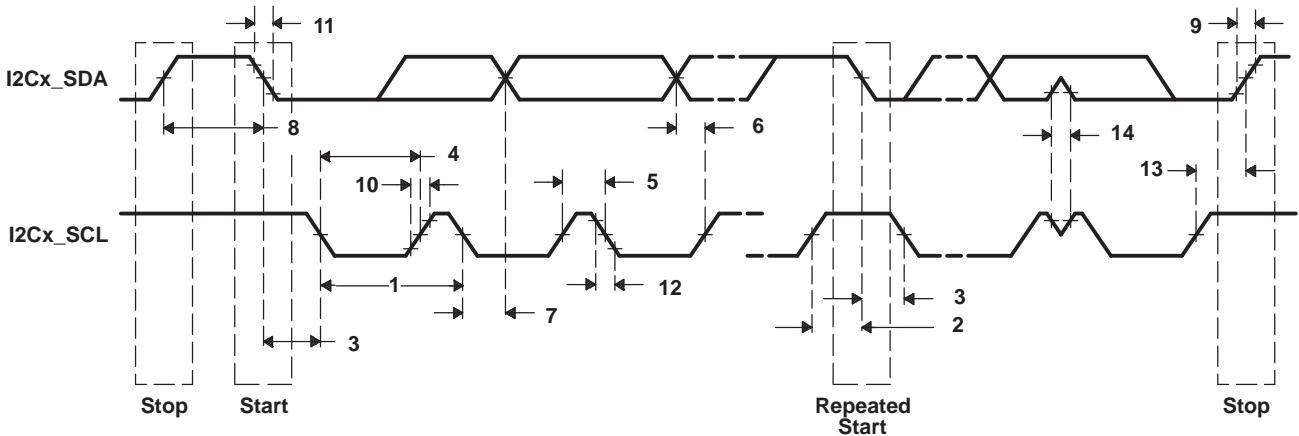 11
9
I2Cx_SDA
8
6
14
4
10
5
13
I2Cx_SCL
1
12
7
3
2
3
Stop
Start
Repeated
Start
Stop